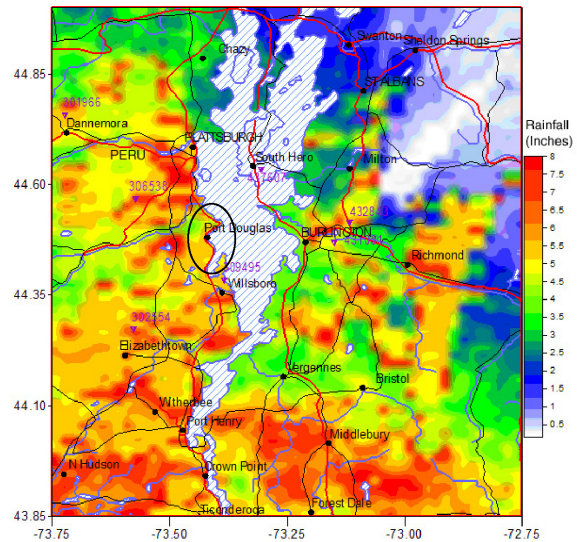 Swanton
Sheldon Springs
Chazy
44.85
ST.ALBANS
Rainfall
(Inches)
301966
Dannemora
PLATTSBURGH
PERU
South Hero
Milton
44.60
306538
Port Douglas
BURLINGTON
Richmond
309495
44.35
Willsboro
302554
Elizabethtown
Vergennes
Bristol
44.10
Witherbee
Port Henry
Middlebury
N Hudson
Crown Point
43.85
Ticonderoga
Forest Dale
-73.75
-73.50
-73.25
-73.00
-72.75
8
7.5
7
6.5
6
5.5
5
4.5
4
3.5
3
2.5
2
1.5
1
0.5